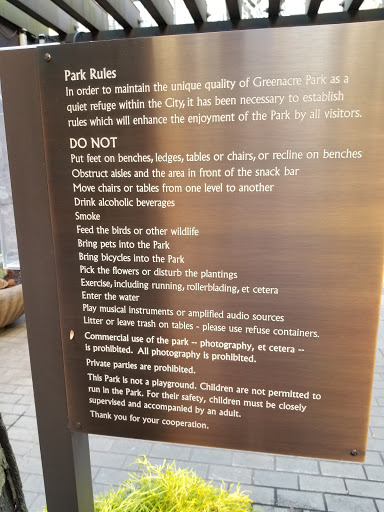 Park Rules
In order to maintain the unique quality of Greenacre Park as a
quiet refuge within the City, it has been necessary to establish
rules which will enhance the enjoyment of the Park by all visitors.
DO NOT
Put feet on benches, ledges, tables or chairs, or recline on benches
Obstruct aisles and the area in front of the snack bar
Move chairs or tables from one level to another
Drink alcoholic beverages
Smoke
Feed the birds or other wildlife
Bring pets into the Park
Bring bicycles into the Park
Pick the flowers or disturb the plantings
Exercise, including running, rollerblading, et cetera
Enter the water
Play musical instruments or amplified audio sources
Litter or leave trash on tables - please use refuse containers.
Commercial use of the park -- photography, et cetera --
is prohibited. All photography is prohibited.
Private parties are prohibited.
This Park is not a playground. Children are not permitted to
run in the Park. For their safety, children must be closely
supervised and accompanied by an adult.
Thank you for your cooperation.